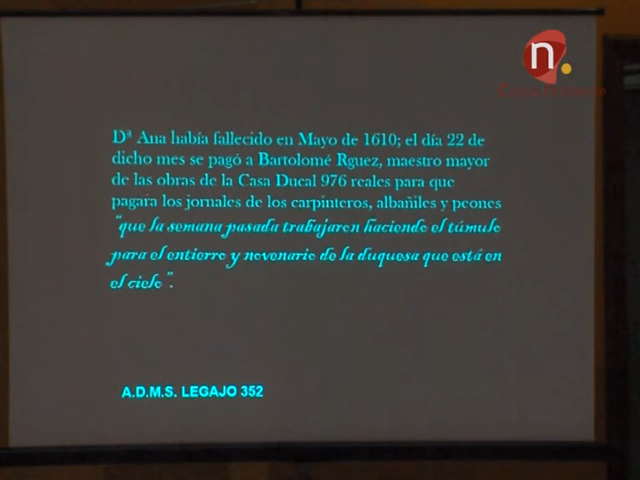 n.
Dª Ana había fallecido en Mayo de 1610; el día 22 de
dicho mes se pagó a Bartolomé Rguez, maestro mayor
de las obras de la Casa Ducal 976 reales para que
pagara los jornales de los carpinteros, albañiles y peones
"que la semana pasada trabajaron haciendo el túmulo
para el entierro y novenario de la duquesa que está en
el cielo".
A.D.M.S. LEGAJO 352